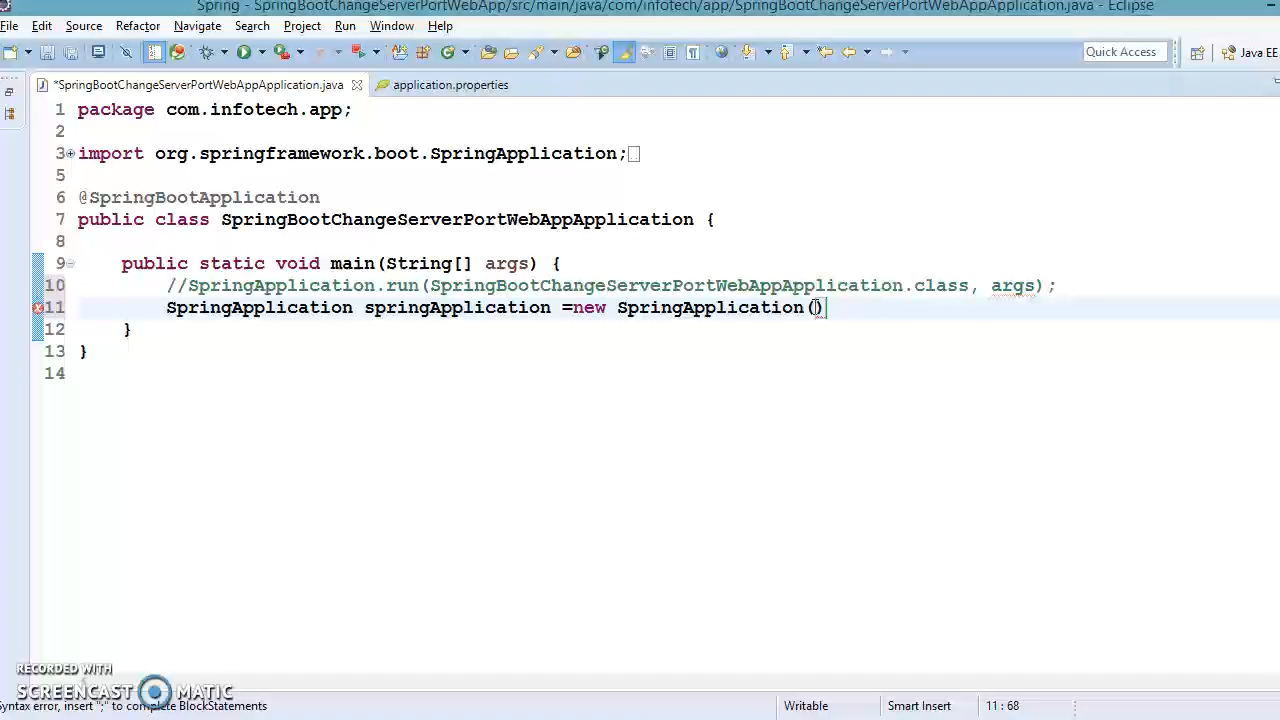 Spring - SpringBootChangeServerPortWebApp/src/main/java/com/infotech/app/SpringBootChangeServerPortWebAppApplication.java - Eclipse
File Edit Source Refactor Navigate Search Project Run Window Help
Quick Access
Java EE
*SpringBootChangeServerPortWebAppApplication.java application.properties
1 package com.infotech.app;
2
3 import org.springframework.boot.SpringApplication;
5
6 @SpringBootApplication
7 public class SpringBootChangeServerPortWebAppApplication {
8
9 public static void main(String[] args) {
10 //SpringApplication.run(SpringBootChangeServerPortWebAppApplication.class, args);
11 SpringApplication springApplication =new SpringApplication()
12 }
13 }
14
RECORDED WITH
SCREENCAST MATIC
Syntax error, insert ";" to complete BlockStatements Writable Smart Insert 11 : 68